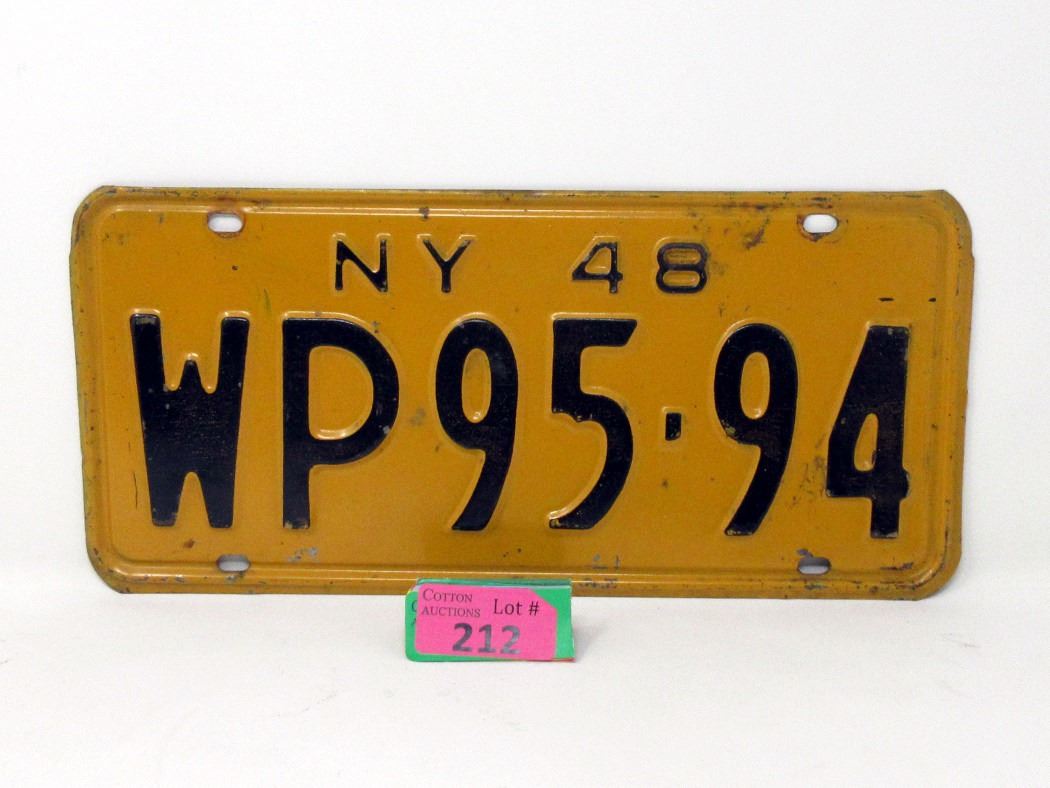 NY 48
WP95·94
COTTON
AUCTIONS Lot #
212